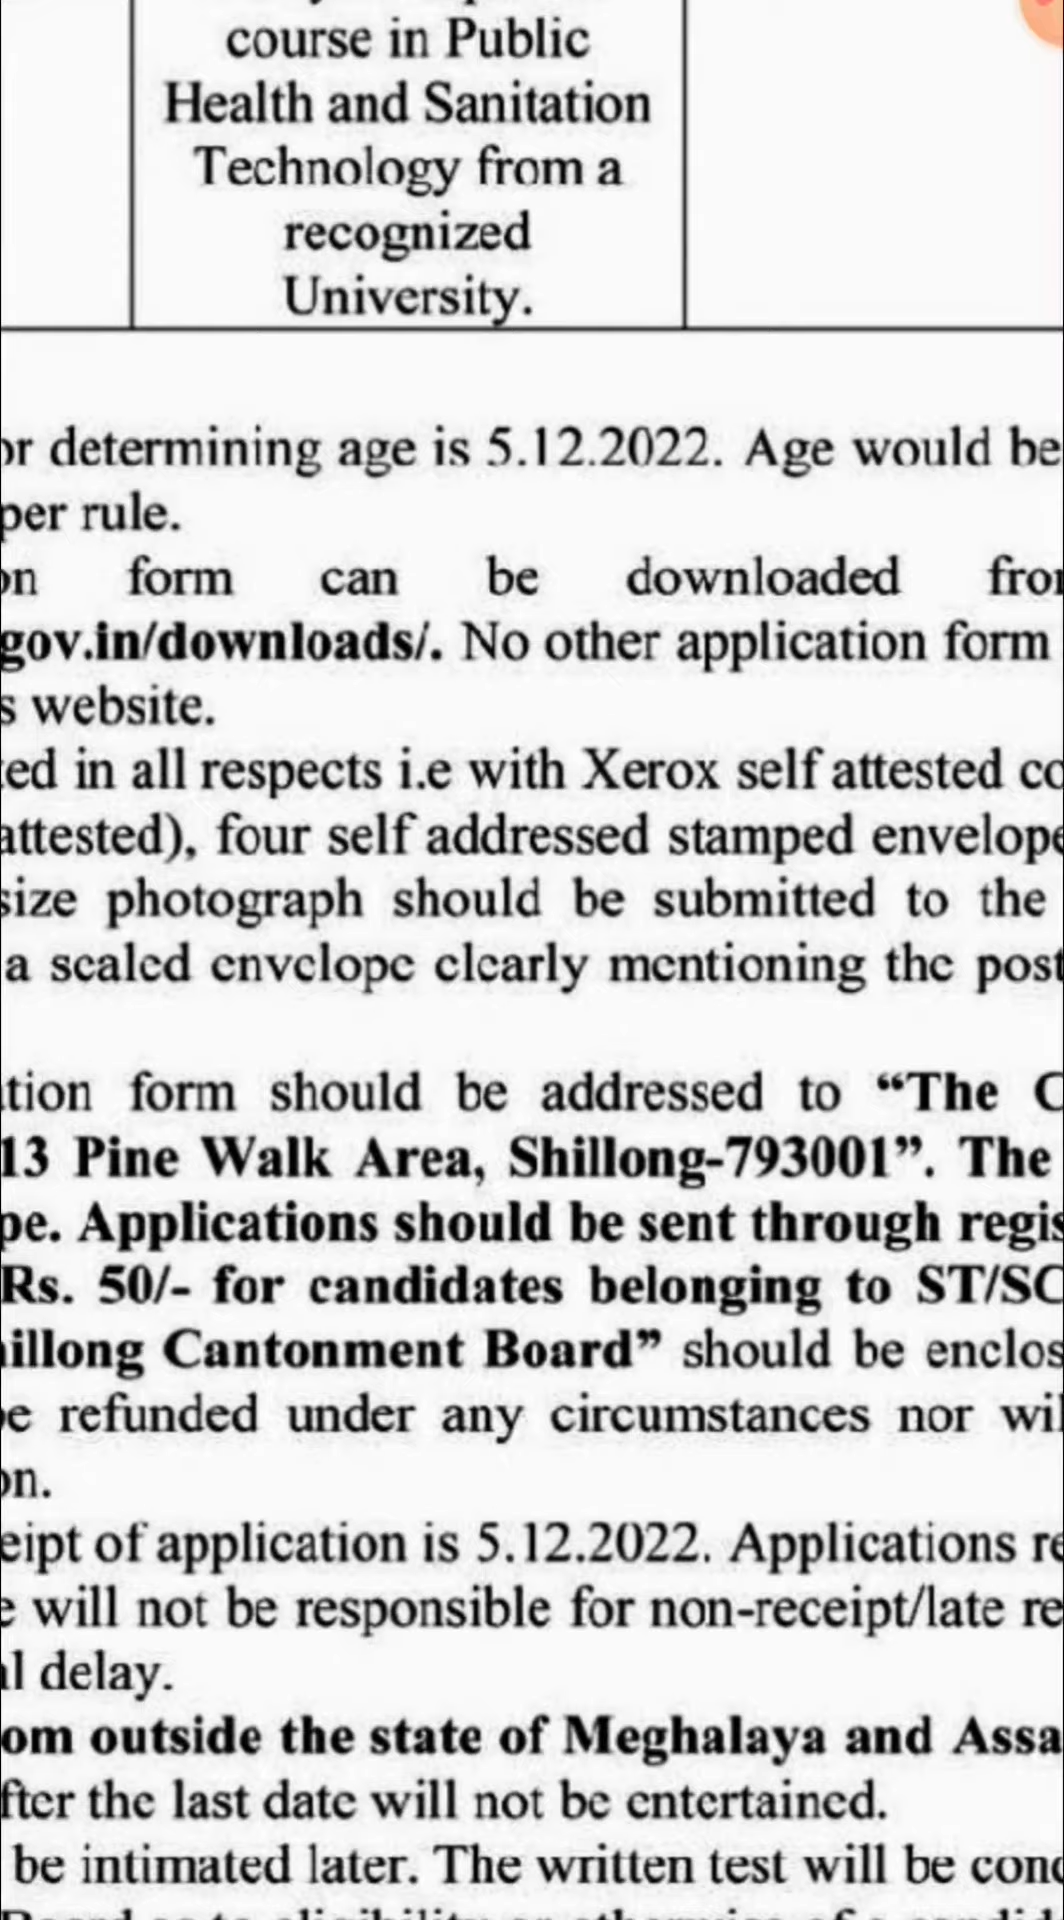 course in Public
Health and Sanitation
Technology from a
recognized
University.
or determining age is 5.12.2022. Age would be
per rule.
on form can be downloaded from
gov.in/downloads/. No other application form
s website.
ed in all respects i.e with Xerox self attested co
attested), four self addressed stamped envelope
size photograph should be submitted to the
a sealed envelope clearly mentioning the post
tion form should be addressed to “The C
13 Pine Walk Area, Shillong-793001”. The
pe. Applications should be sent through regis
Rs. 50/- for candidates belonging to ST/SC
illong Cantonment Board” should be enclos
be refunded under any circumstances nor wi
on.
eipt of application is 5.12.2022. Applications re
e will not be responsible for non-receipt/late re
al delay.
om outside the state of Meghalaya and Assa
fter the last date will not be entertained.
be intimated later. The written test will be cond